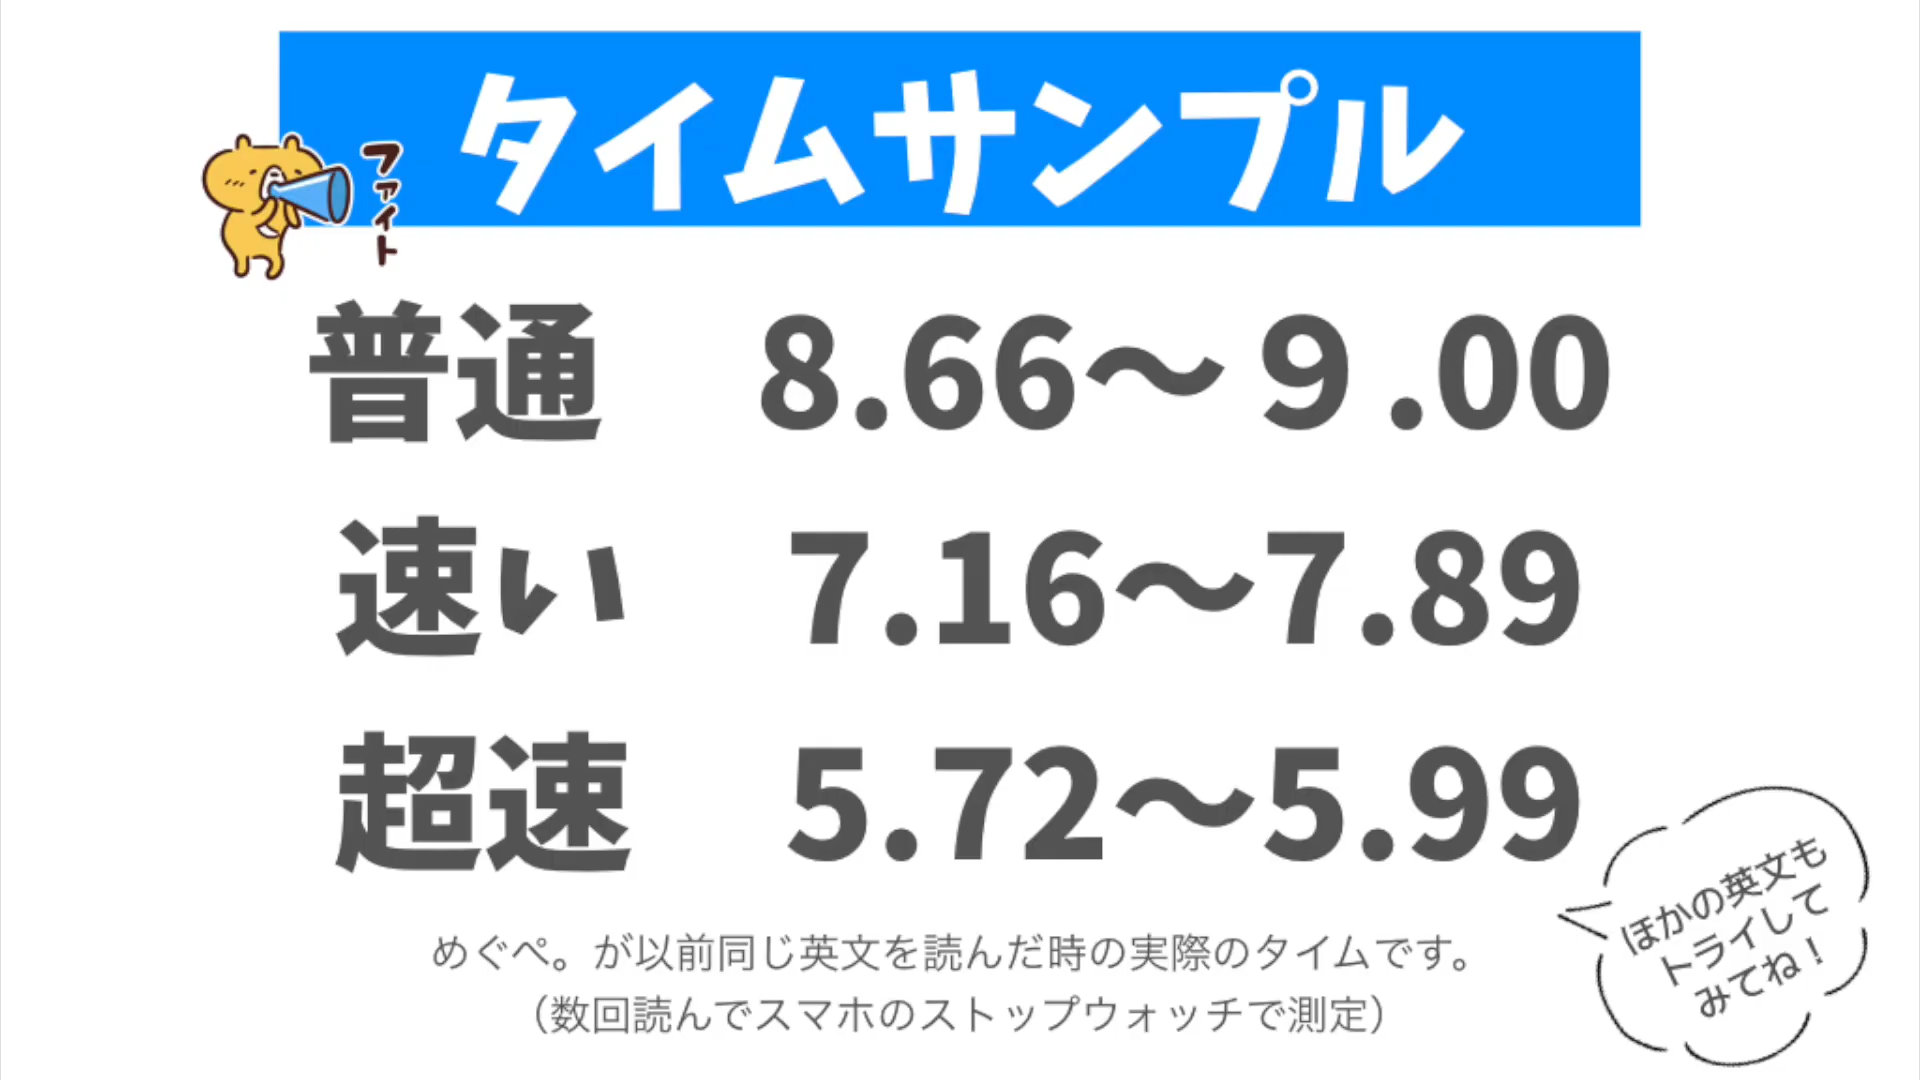 タイムサンプル
ファイト
普通 8.66〜９.00
速い 7.16〜7.89
超速 5.72〜5.99
めぐぺ。が以前同じ英文を読んだ時の実際のタイムです。
（数回読んでスマホのストップウォッチで測定）
ほかの英文も
トライして
みてね！